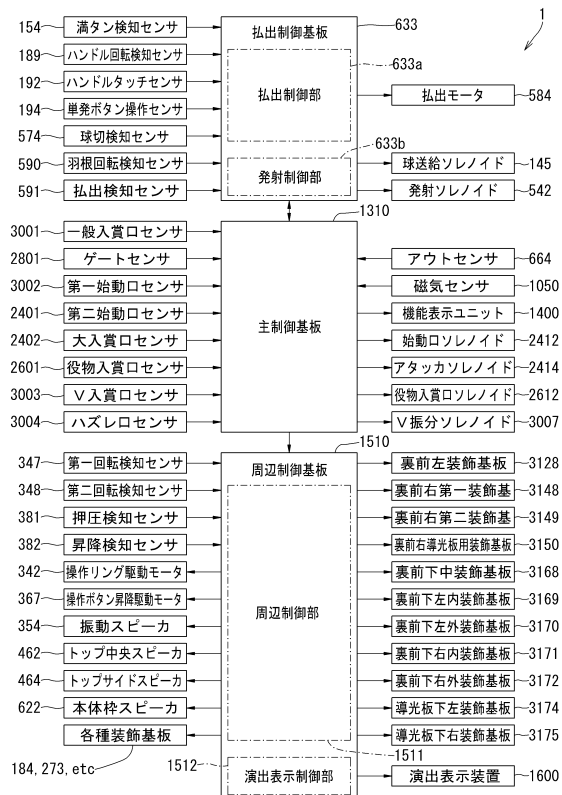 1
154 満タン検知センサ
189 ハンドル回転検知センサ
192 ハンドルタッチセンサ
194 単発ボタン操作センサ
574 球切検知センサ
590 羽根回転検知センサ
591 払出検知センサ
払出制御基板 633
633a
払出制御部
633b
発射制御部
払出モータ 584
球送給ソレノイド 145
発射ソレノイド 542
1310
3001 一般入賞口センサ
2801 ゲートセンサ
3002 第一始動口センサ
2401 第二始動口センサ
2402 大入賞口センサ
2601 役物入賞口センサ
3003 V入賞口センサ
3004 ハズレ口センサ
主制御基板
アウトセンサ 664
磁気センサ 1050
機能表示ユニット 1400
始動口ソレノイド 2412
アタッカソレノイド 2414
役物入賞口ソレノイド 2612
V振分ソレノイド 3007
1510
347 第一回転検知センサ
348 第二回転検知センサ
381 押圧検知センサ
382 昇降検知センサ
342 操作リング駆動モータ
367 操作ボタン昇降駆動モータ
354 振動スピーカ
462 トップ中央スピーカ
464 トップサイドスピーカ
622 本体枠スピーカ
各種装飾基板
184, 273, etc
周辺制御基板
周辺制御部
1511
1512
演出表示制御部
裏前左装飾基板 3128
裏前右第一装飾基 3148
裏前右第二装飾基 3149
裏前右導光板用装飾基板 3150
裏前下中装飾基板 3168
裏前下左内装飾基板 3169
裏前下左外装飾基板 3170
裏前下右内装飾基板 3171
裏前下右外装飾基板 3172
導光板下左装飾基板 3174
導光板下右装飾基板 3175
演出表示装置 1600